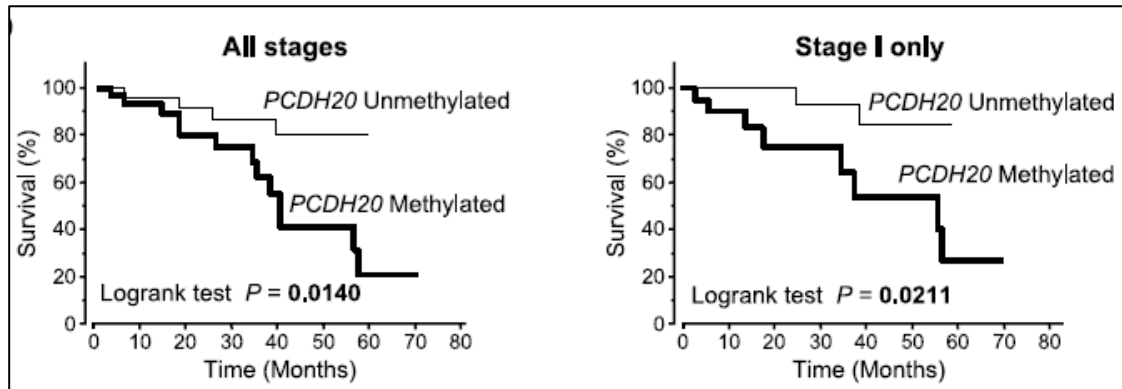 All stages
100
80
60
40
20
0
Survival (%)
PCDH20 Unmethylated
PCDH20 Methylated
Logrank test P = 0.0140
0 10 20 30 40 50 60 70 80
Time (Months)
Stage I only
100
80
60
40
20
0
Survival (%)
PCDH20 Unmethylated
PCDH20 Methylated
Logrank test P = 0.0211
0 10 20 30 40 50 60 70 80
Time (Months)